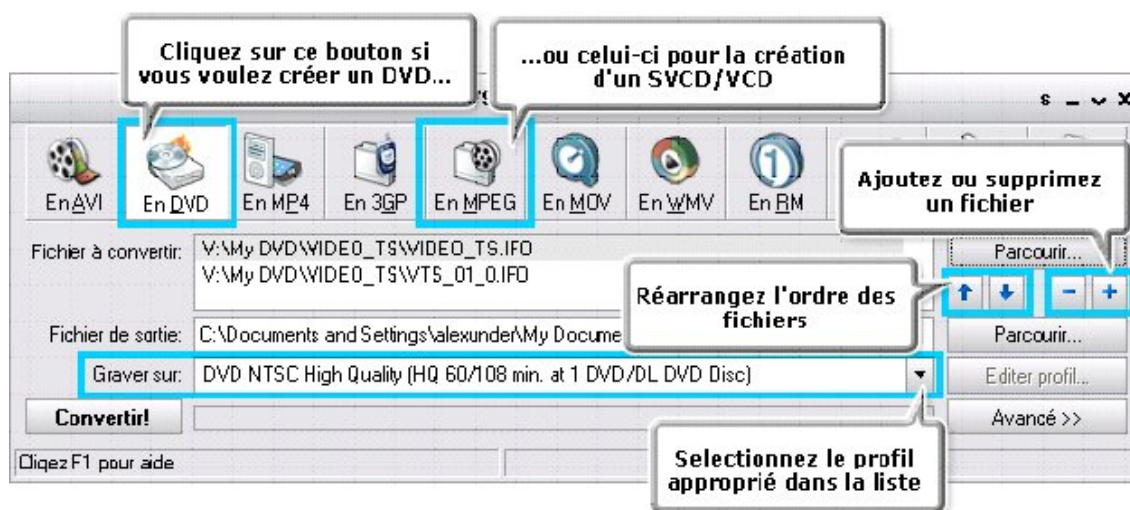 Cliquez sur ce bouton si
vous voulez créer un DVD...
...ou celui-ci pour la création
d'un SVCD/VCD
En AVI
En DVD
En MP4
En 3GP
En MPEG
En MOV
En WMV
En RM
Ajoutez ou supprimez
un fichier
Fichier à convertir:
V:\My DVD\VIDEO_TS\VIDEO_TS.IFO
V:\My DVD\VIDEO_TS\VTS_01_0.IFO
Parcourir...
Réarrangez l'ordre des
fichiers
Fichier de sortie:
C:\Documents and Settings\alexunder\My Docume
Parcourir...
Graver sur:
DVD NTSC High Quality (HQ 60/108 min. at 1 DVD/DL DVD Disc)
Editer profil...
Convertir!
Avancé >>
Cliqez F1 pour aide
Selectionnez le profil
approprié dans la liste